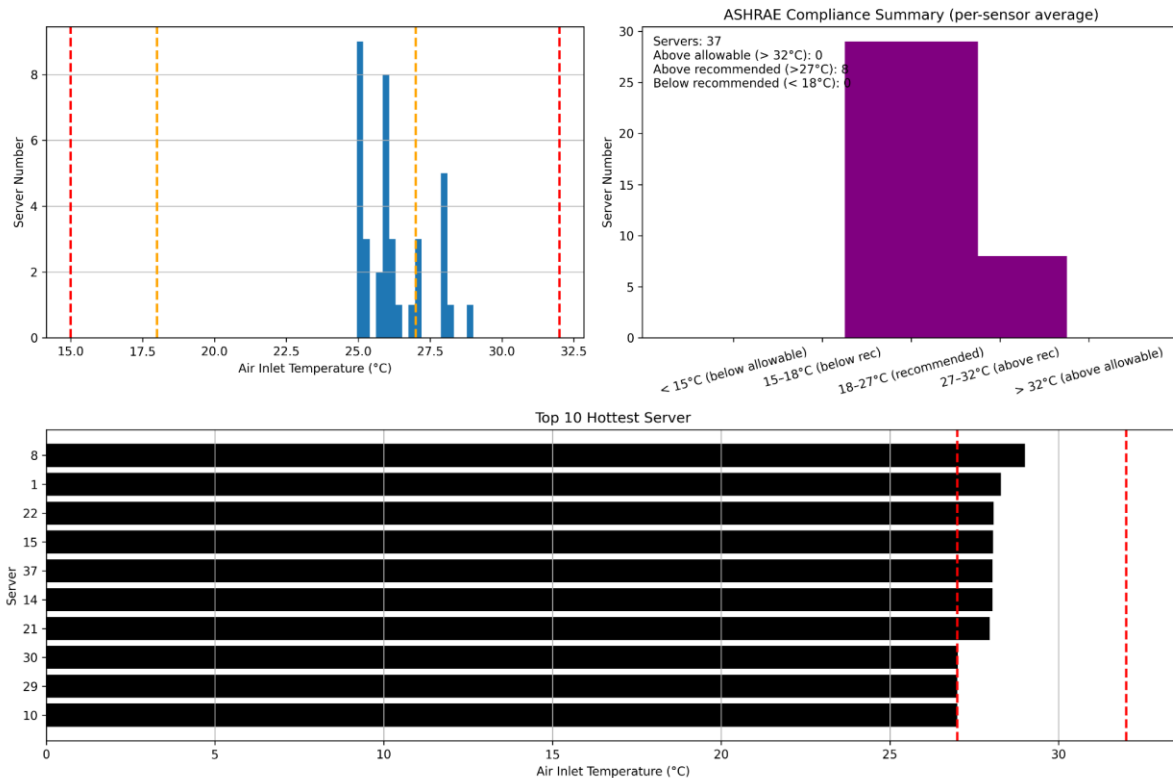 8
6
4
2
0
Server Number
15.0 17.5 20.0 22.5 25.0 27.5 30.0 32.5
Air Inlet Temperature (°C)
ASHRAE Compliance Summary (per-sensor average)
Servers: 37
Above allowable (> 32°C): 0
Above recommended (>27°C): 8
Below recommended (< 18°C): 0
30
25
20
15
10
5
0
Server Number
< 15°C (below allowable)
15–18°C (below rec)
18–27°C (recommended)
27–32°C (above rec)
> 32°C (above allowable)
Top 10 Hottest Server
8
1
22
15
37
14
21
30
29
10
Server
0 5 10 15 20 25 30
Air Inlet Temperature (°C)